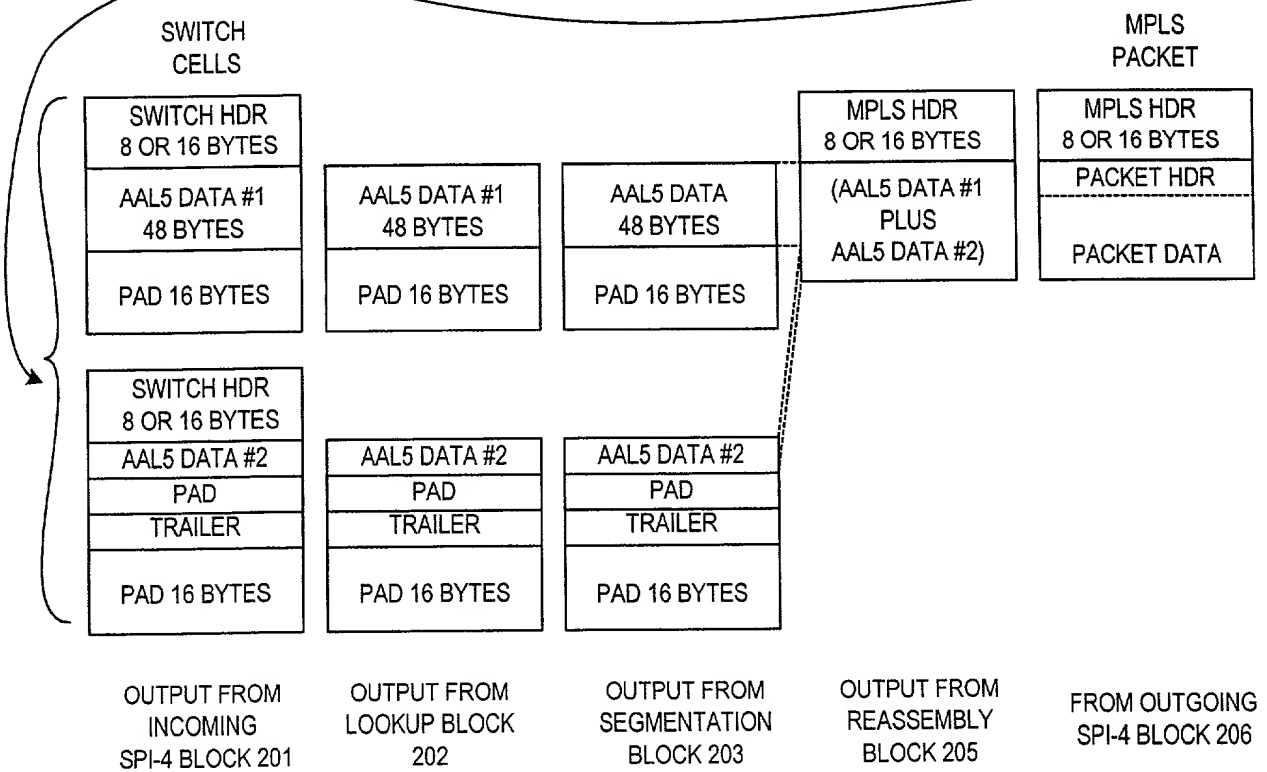 SWITCH
CELLS
MPLS
PACKET
SWITCH HDR
8 OR 16 BYTES
AAL5 DATA #1
48 BYTES
PAD 16 BYTES
SWITCH HDR
8 OR 16 BYTES
AAL5 DATA #2
PAD
TRAILER
PAD 16 BYTES
OUTPUT FROM
INCOMING
SPI-4 BLOCK 201
AAL5 DATA #1
48 BYTES
PAD 16 BYTES
AAL5 DATA #2
PAD
TRAILER
PAD 16 BYTES
OUTPUT FROM
LOOKUP BLOCK
202
AAL5 DATA
48 BYTES
PAD 16 BYTES
AAL5 DATA #2
PAD
TRAILER
PAD 16 BYTES
OUTPUT FROM
SEGMENTATION
BLOCK 203
MPLS HDR
8 OR 16 BYTES
(AAL5 DATA #1
PLUS
AAL5 DATA #2)
OUTPUT FROM
REASSEMBLY
BLOCK 205
MPLS HDR
8 OR 16 BYTES
PACKET HDR
PACKET DATA
FROM OUTGOING
SPI-4 BLOCK 206